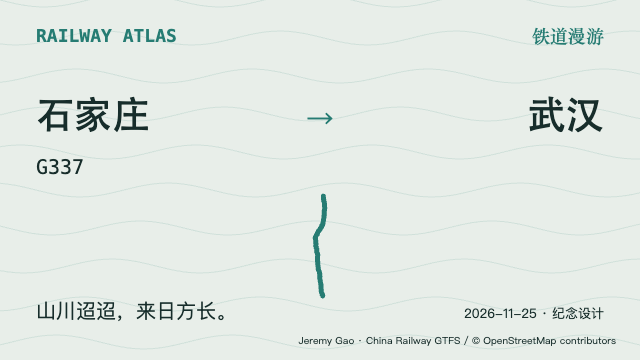 RAILWAY ATLAS
铁道漫游
石家庄 → 武汉
G337
山川迢迢，来日方长。
2026-11-25 · 纪念设计
Jeremy Gao · China Railway GTFS / © OpenStreetMap contributors